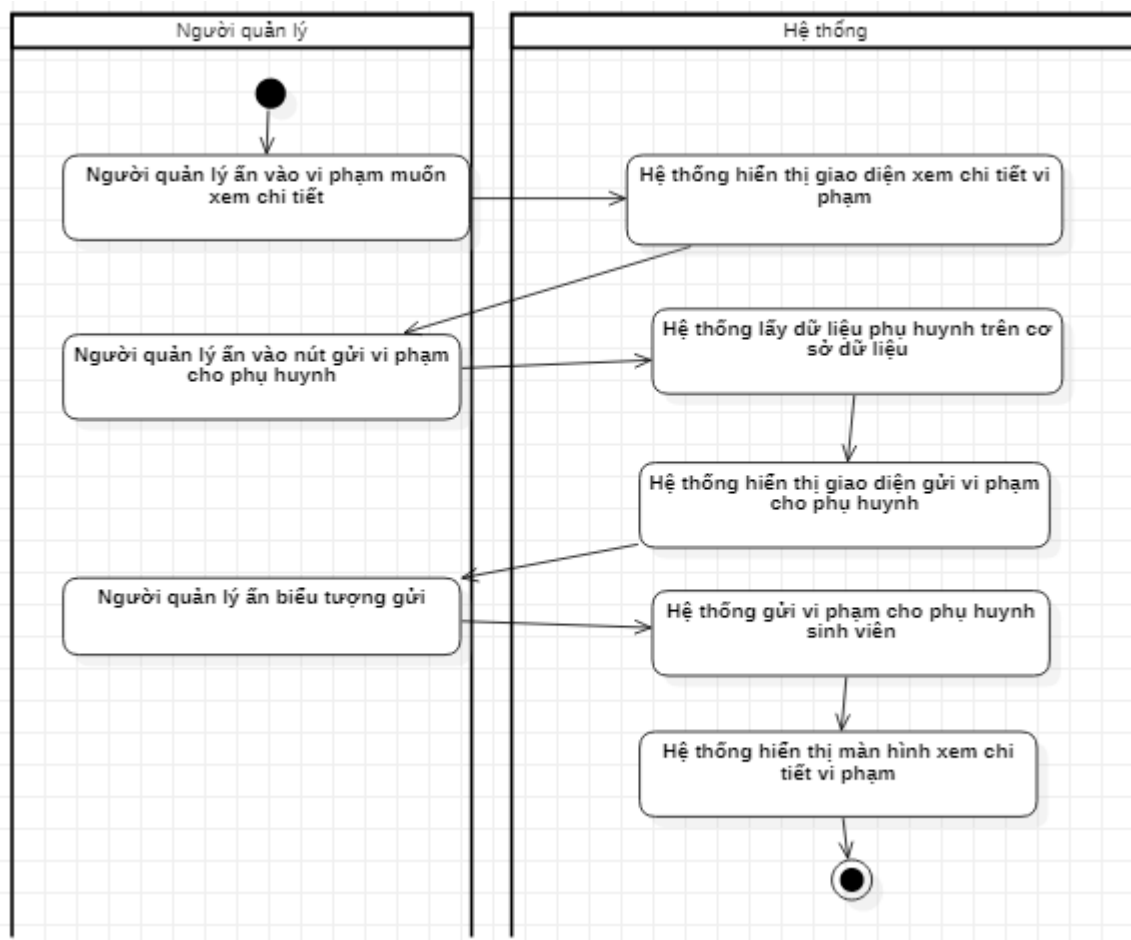 Người quản lý
Hệ thống
Người quản lý ấn vào vi phạm muốn
xem chi tiết
Hệ thống hiển thị giao diện xem chi tiết vi
phạm
Người quản lý ấn vào nút gửi vi phạm
cho phụ huynh
Hệ thống lấy dữ liệu phụ huynh trên cơ
sở dữ liệu
Hệ thống hiển thị giao diện gửi vi phạm
cho phụ huynh
Người quản lý ấn biểu tượng gửi
Hệ thống gửi vi phạm cho phụ huynh
sinh viên
Hệ thống hiển thị màn hình xem chi
tiết vi phạm